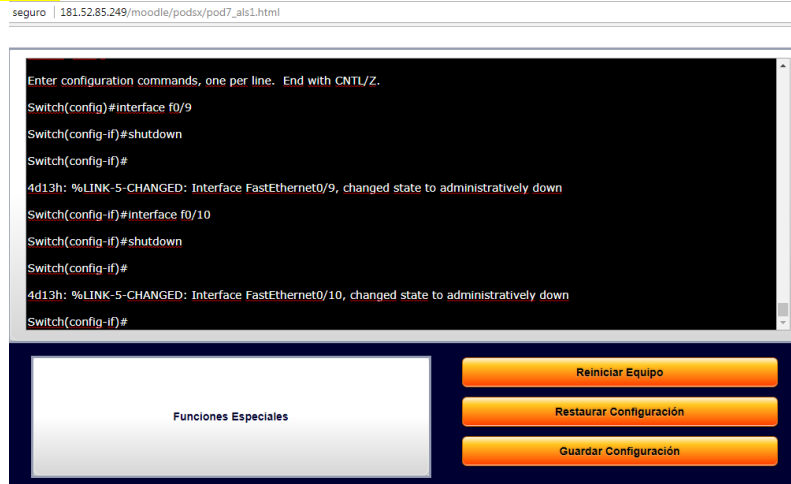 seguro | 181.52.85.249/moodle/podsx/pod7_als1.html
Enter configuration commands, one per line. End with CNTL/Z.
Switch(config)#interface f0/9
Switch(config-if)#shutdown
Switch(config-if)#
4d13h: %LINK-5-CHANGED: Interface FastEthernet0/9, changed state to administratively down
Switch(config-if)#interface f0/10
Switch(config-if)#shutdown
Switch(config-if)#
4d13h: %LINK-5-CHANGED: Interface FastEthernet0/10, changed state to administratively down
Switch(config-if)#
Funciones Especiales
Reiniciar Equipo
Restaurar Configuración
Guardar Configuración